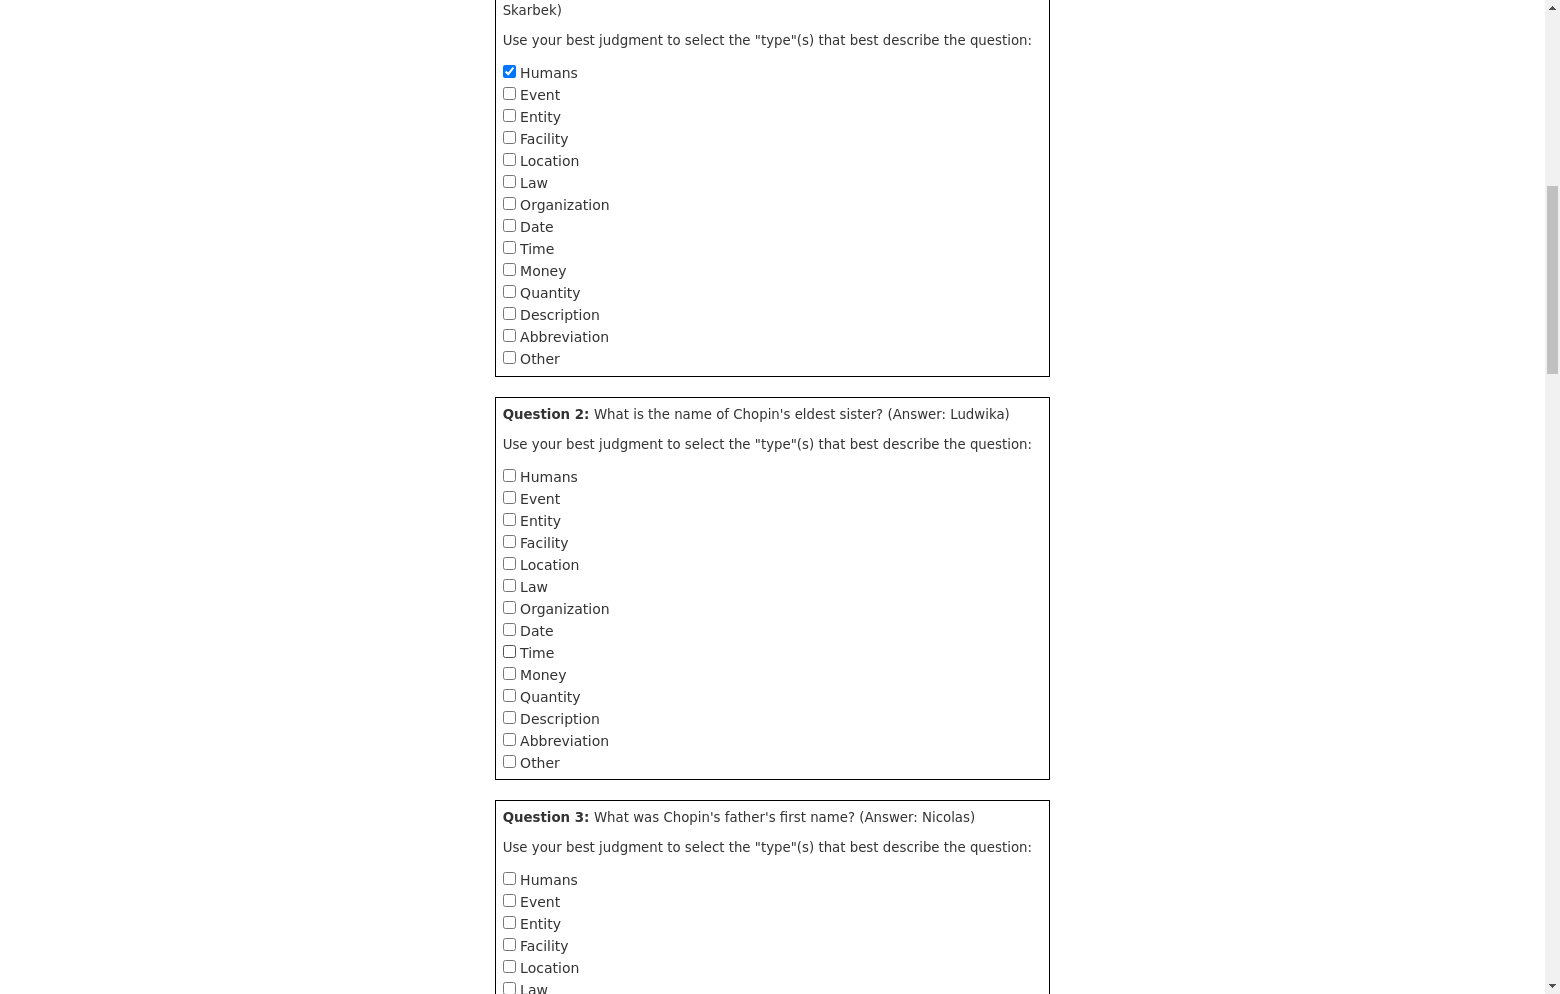 Skarbek)
Use your best judgment to select the "type"(s) that best describe the question:
Humans
Event
Entity
Facility
Location
Law
Organization
Date
Time
Money
Quantity
Description
Abbreviation
Other
Question 2: What is the name of Chopin's eldest sister? (Answer: Ludwika)
Use your best judgment to select the "type"(s) that best describe the question:
Humans
Event
Entity
Facility
Location
Law
Organization
Date
Time
Money
Quantity
Description
Abbreviation
Other
Question 3: What was Chopin's father's first name? (Answer: Nicolas)
Use your best judgment to select the "type"(s) that best describe the question:
Humans
Event
Entity
Facility
Location
Law